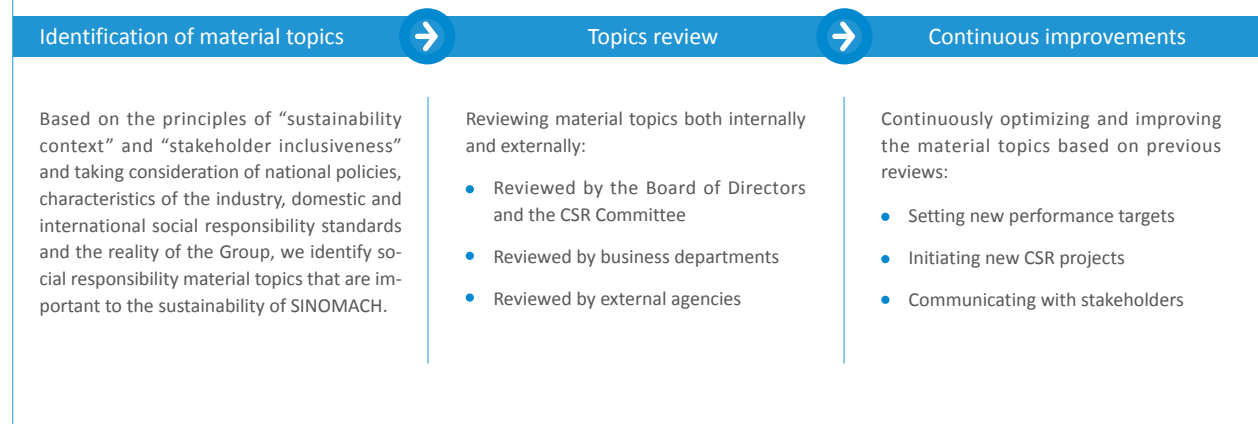 Identification of material topics
Topics review
Continuous improvements
Based on the principles of “sustainability
context” and “stakeholder inclusiveness”
and taking consideration of national policies,
characteristics of the industry, domestic and
international social responsibility standards
and the reality of the Group, we identify so-
cial responsibility material topics that are im-
portant to the sustainability of SINOMACH.
Reviewing material topics both internally
and externally:
• Reviewed by the Board of Directors
and the CSR Committee
• Reviewed by business departments
• Reviewed by external agencies
Continuously optimizing and improving
the material topics based on previous
reviews:
• Setting new performance targets
• Initiating new CSR projects
• Communicating with stakeholders